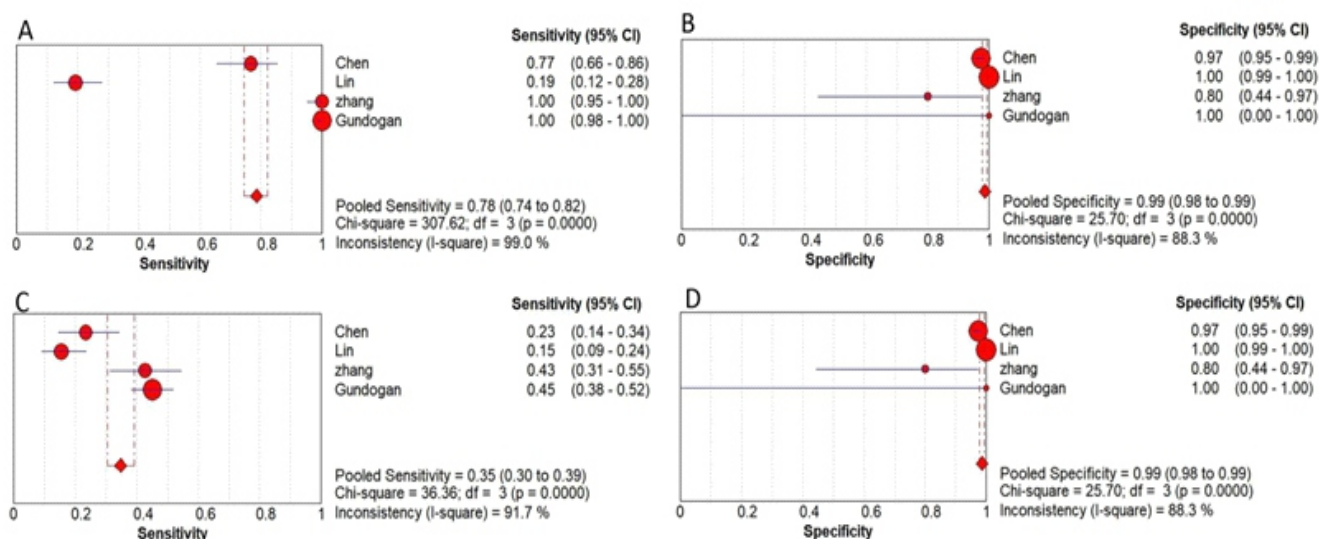 A
Sensitivity (95% CI)
Chen 0.77 (0.66 - 0.86)
Lin 0.19 (0.12 - 0.28)
zhang 1.00 (0.95 - 1.00)
Gundogan 1.00 (0.98 - 1.00)
Pooled Sensitivity = 0.78 (0.74 to 0.82)
Chi-square = 307.62; df = 3 (p = 0.0000)
Inconsistency (I-square) = 99.0 %
0 0.2 0.4 0.6 0.8 1
Sensitivity
B
Specificity (95% CI)
Chen 0.97 (0.95 - 0.99)
Lin 1.00 (0.99 - 1.00)
zhang 0.80 (0.44 - 0.97)
Gundogan 1.00 (0.00 - 1.00)
Pooled Specificity = 0.99 (0.98 to 0.99)
Chi-square = 25.70; df = 3 (p = 0.0000)
Inconsistency (I-square) = 88.3 %
0 0.2 0.4 0.6 0.8 1
Specificity
C
Sensitivity (95% CI)
Chen 0.23 (0.14 - 0.34)
Lin 0.15 (0.09 - 0.24)
zhang 0.43 (0.31 - 0.55)
Gundogan 0.45 (0.38 - 0.52)
Pooled Sensitivity = 0.35 (0.30 to 0.39)
Chi-square = 36.36; df = 3 (p = 0.0000)
Inconsistency (I-square) = 91.7 %
0 0.2 0.4 0.6 0.8 1
Sensitivity
D
Specificity (95% CI)
Chen 0.97 (0.95 - 0.99)
Lin 1.00 (0.99 - 1.00)
zhang 0.80 (0.44 - 0.97)
Gundogan 1.00 (0.00 - 1.00)
Pooled Specificity = 0.99 (0.98 to 0.99)
Chi-square = 25.70; df = 3 (p = 0.0000)
Inconsistency (I-square) = 88.3 %
0 0.2 0.4 0.6 0.8 1
Specificity